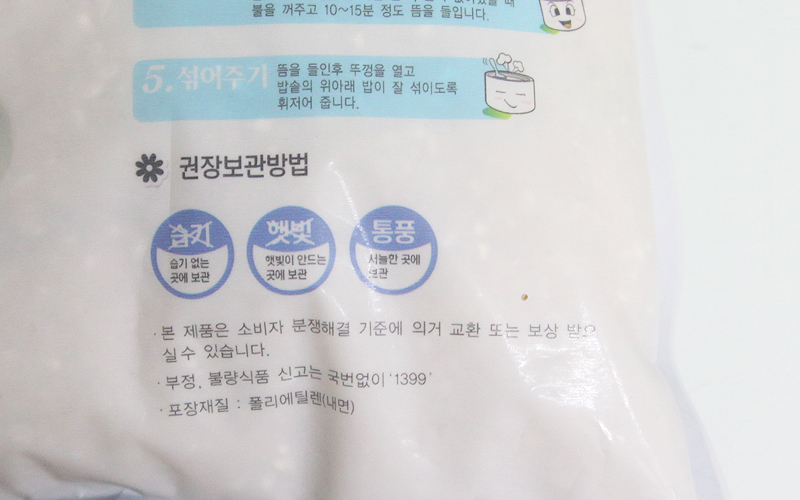 불을 꺼주고 10~15분 정도 뜸을 들입니다.
5. 섞어주기
뜸을 들인후 뚜껑을 열고
밥솥의 위아래 밥이 잘 섞이도록
휘저어 줍니다.
권장보관방법
습기
습기 없는
곳에 보관
햇빛
햇빛이 안드는
곳에 보관
통풍
서늘한 곳에
보관
· 본 제품은 소비자 분쟁해결 기준에 의거 교환 또는 보상 받으
실 수 있습니다.
· 부정, 불량식품 신고는 국번없이 '1399'
· 포장재질 : 폴리에틸렌(내면)